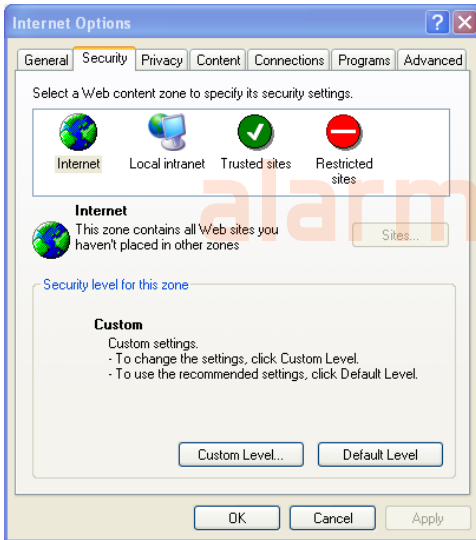 Internet Options
General Security Privacy Content Connections Programs Advanced
Select a Web content zone to specify its security settings.
Internet Local intranet Trusted sites Restricted
sites
alarm
Internet
This zone contains all Web sites you
haven't placed in other zones
Sites...
Security level for this zone
Custom
Custom settings.
- To change the settings, click Custom Level.
- To use the recommended settings, click Default Level.
Custom Level... Default Level
OK Cancel Apply